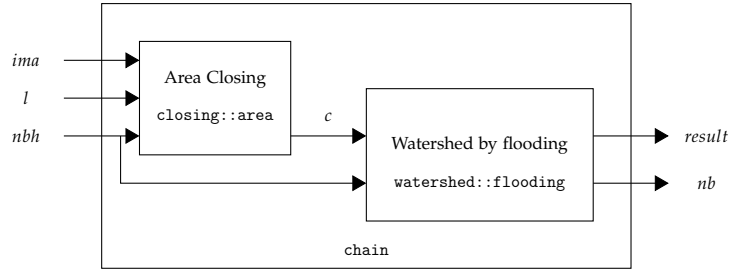 ima
l
nbh
Area Closing
closing::area
c
Watershed by flooding
watershed::flooding
result
nb
chain